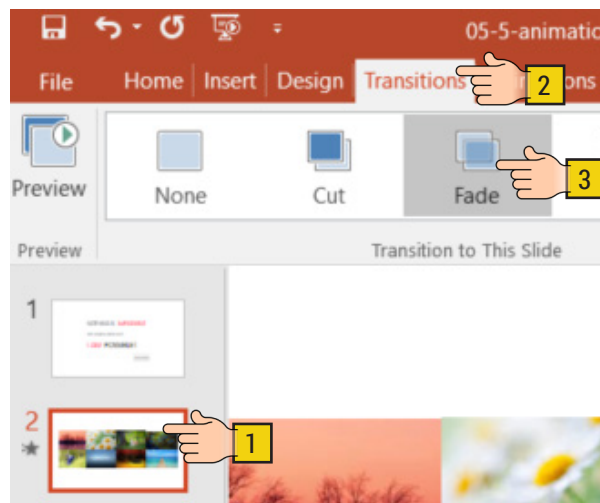 05-5-animatio
File Home Insert Design Transitions 2 ons
Preview None Cut Fade 3
Preview Transition to This Slide
1
2
1